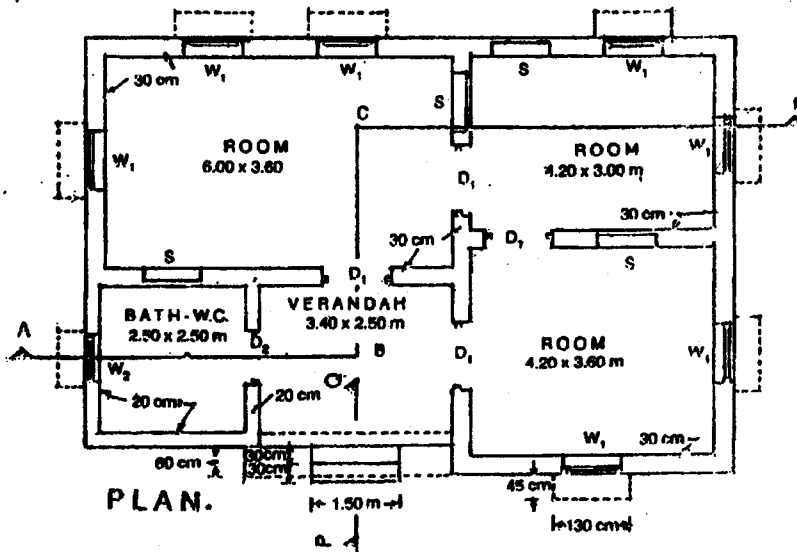 W₁
W₁
S
W₁
30 cm
S
C
ROOM
6.00 x 3.60
ROOM
4.20 x 3.00 m
W₁
W₁
D₁
30 cm
30 cm
D₁
S
S
D₁
BATH-W.C.
2.50 x 2.50 m
VERANDAH
3.40 x 2.50 m
A
D₂
B
D₁
ROOM
4.20 x 3.60 m
W₁
W₂
20 cm
20 cm
W₁
30 cm
60 cm
30cm
30cm
45 cm
PLAN.
1.50 m
130 cm
P